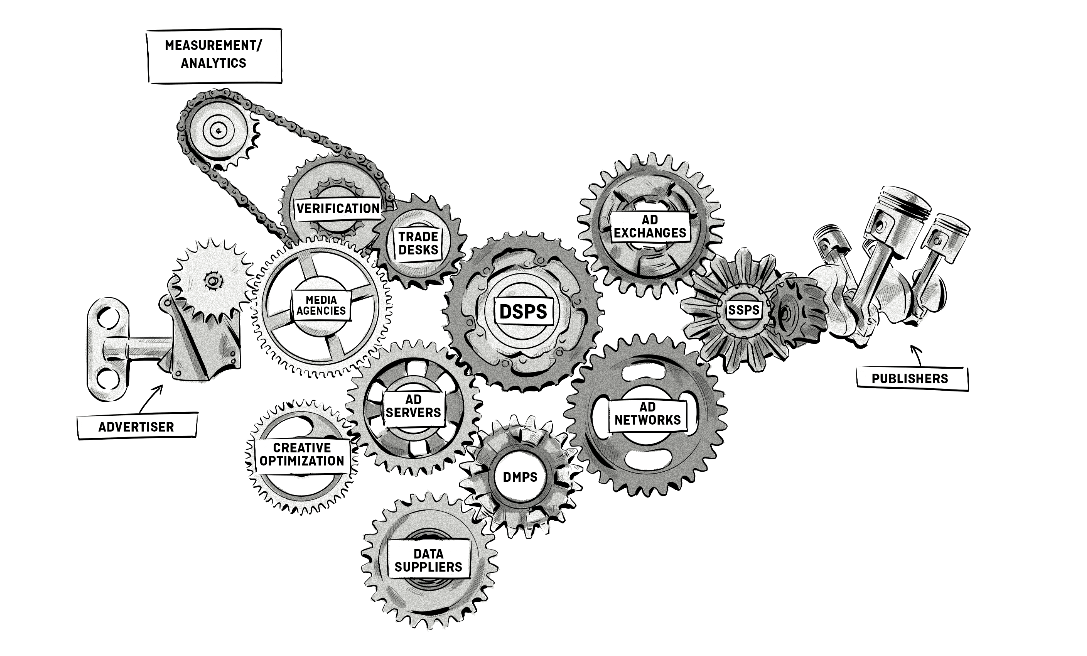 MEASUREMENT/
ANALYTICS
VERIFICATION
TRADE
DESKS
AD
EXCHANGES
MEDIA
AGENCIES
DSPS
SSPS
PUBLISHERS
ADVERTISER
AD
SERVERS
AD
NETWORKS
CREATIVE
OPTIMIZATION
DMPS
DATA
SUPPLIERS